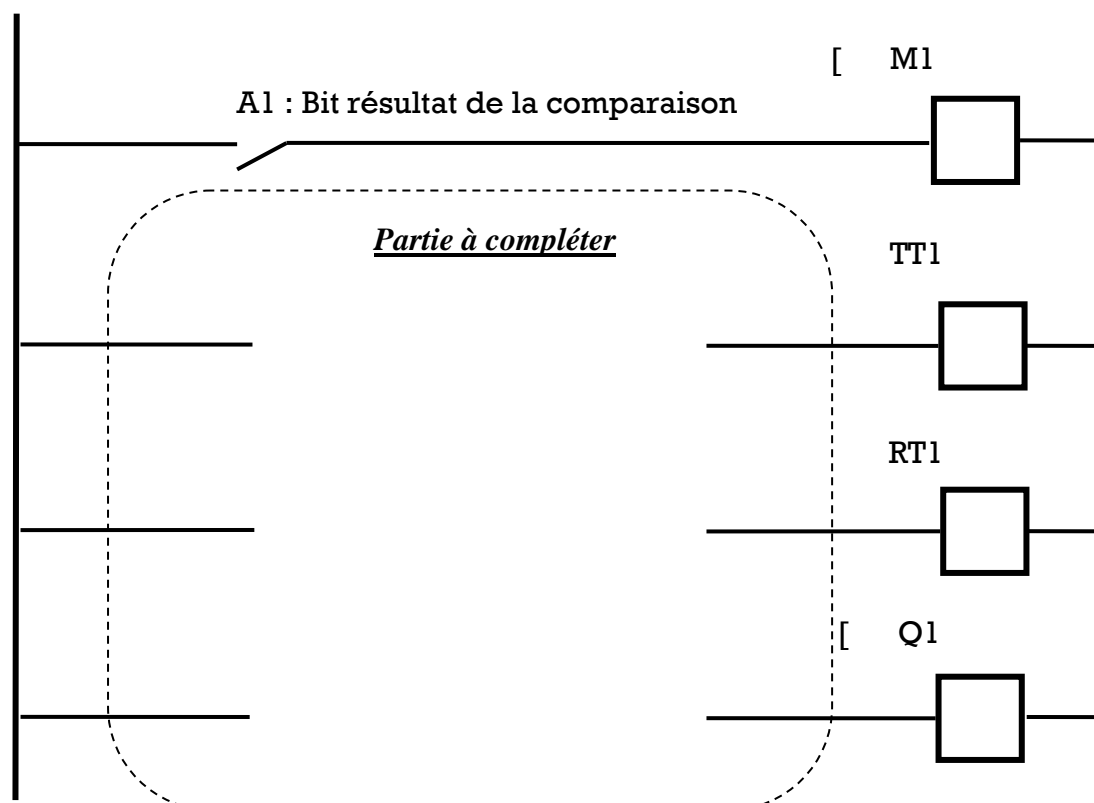 [ M1
A1 : Bit résultat de la comparaison
Partie à compléter
TT1
RT1
[ Q1